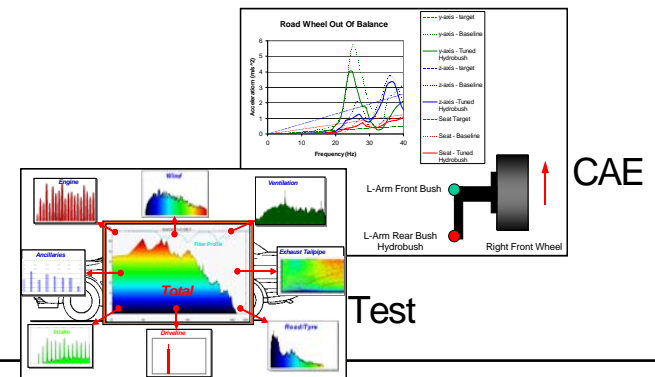 Road Wheel Out Of Balance
Acceleration (m/s^2)
6
5
4
3
2
1
0
0
10
20
30
40
Frequency (Hz)
y-axis - target
y-axis - Baseline
y-axis - Tuned
Hydrobush
z-axis - target
z-axis - Baseline
z-axis -Tuned
Hydrobush
Seat Target
Seat - Baseline
Seat - Tuned
Hydrobush
L-Arm Front Bush
L-Arm Rear Bush
Hydrobush
Right Front Wheel
CAE
Engine
Wind
Ventilation
Ancillaries
Total
Exhaust Tailpipe
Intake
Driveline
Road/Tyre
Test